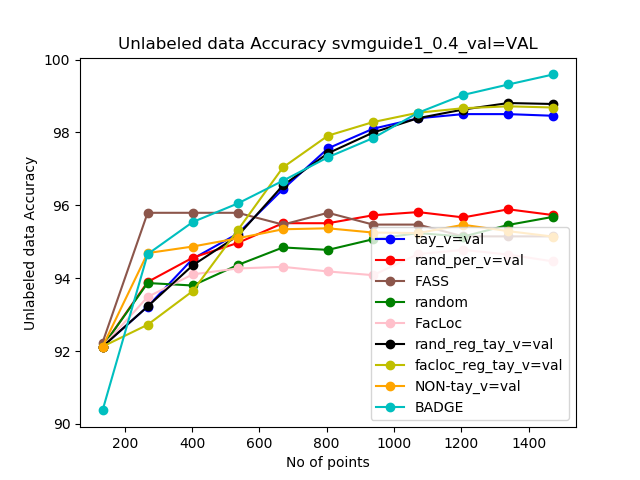 Unlabeled data Accuracy svmguide1_0.4_val=VAL
Unlabeled data Accuracy
100
98
96
94
92
90
tay_v=val
rand_per_v=val
FASS
random
FacLoc
rand_reg_tay_v=val
facloc_reg_tay_v=val
NON-tay_v=val
BADGE
200 400 600 800 1000 1200 1400
No of points